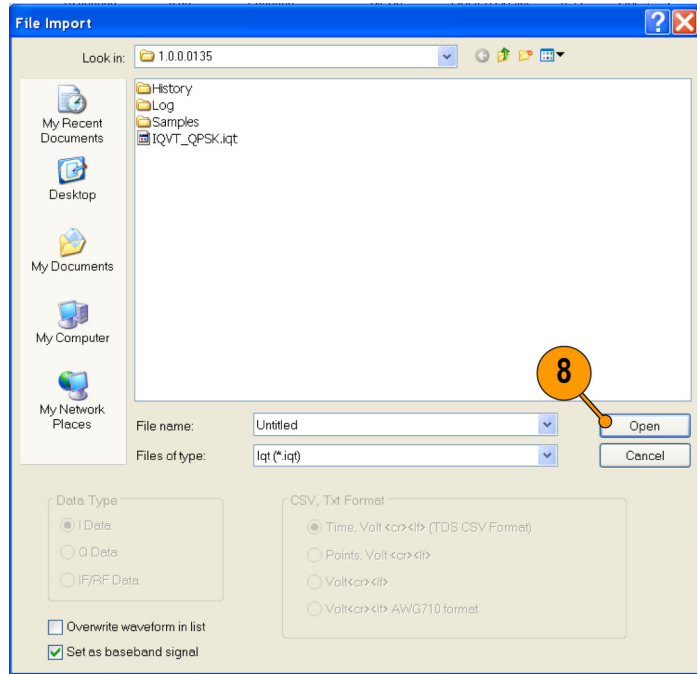 File Import
Look in:
1.0.0.0135
My Recent
Documents
Desktop
My Documents
My Computer
My Network
Places
History
Log
Samples
IQVT_QPSK.iqt
8
File name:
Untitled
Open
Files of type:
Iqt (*.iqt)
Cancel
Data Type
I Data
Q Data
IF/RF Data
CSV, Txt Format
Time, Volt <cr><lf> (TDS CSV Format)
Points, Volt <cr><lf>
Volt<cr><lf>
Volt<cr><lf> AWG710 format
Overwrite waveform in list
Set as baseband signal